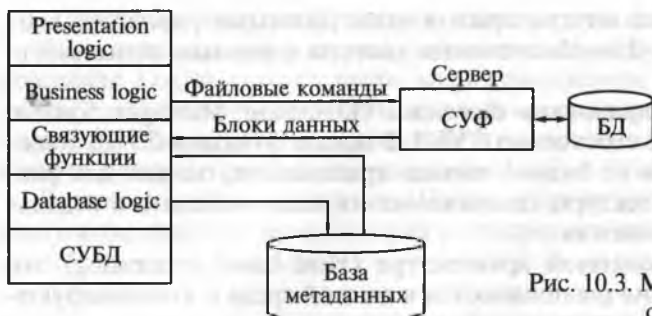 Presentation
logic
Business logic
Связующие
функции
Database logic
СУБД
Файловые команды
Блоки данных
Сервер
СУФ
БД
База
метаданных
Рис. 10.3. М